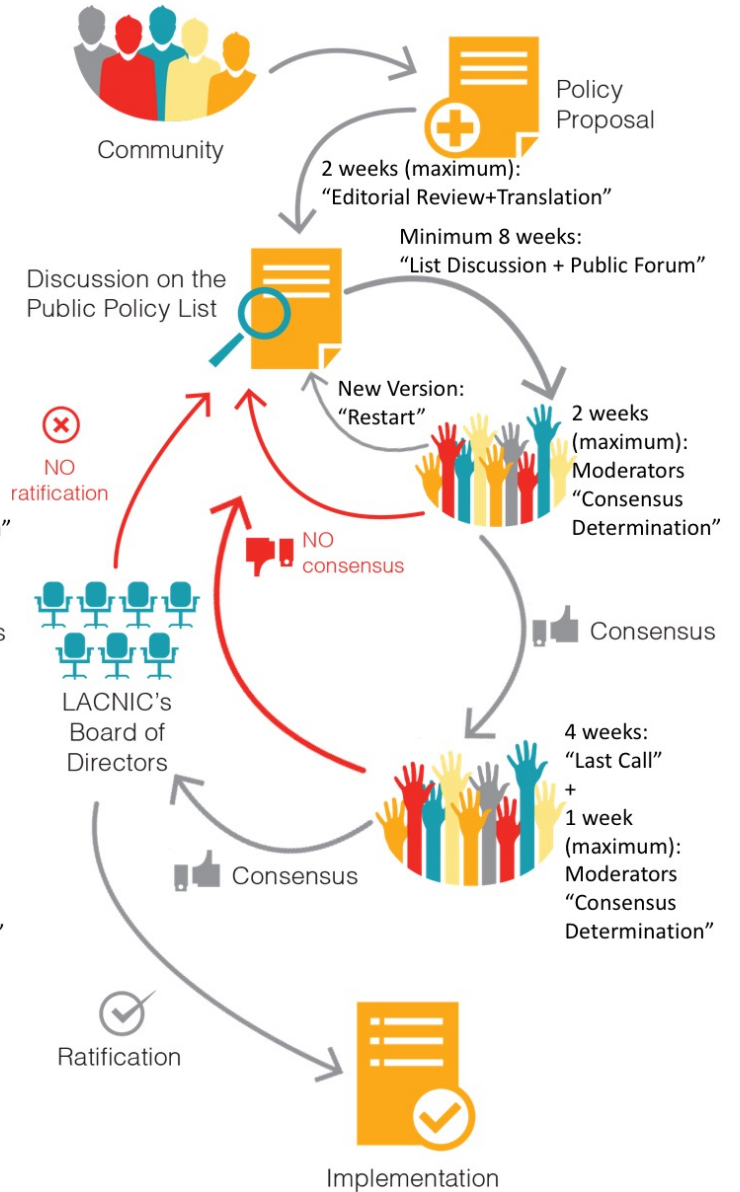 Community
Policy
Proposal
2 weeks (maximum):
“Editorial Review+Translation”
Minimum 8 weeks:
“List Discussion + Public Forum”
Discussion on the
Public Policy List
New Version:
“Restart”
2 weeks
(maximum):
Moderators
“Consensus
Determination”
NO
ratification
NO
consensus
Consensus
LACNIC’s
Board of
Directors
4 weeks:
“Last Call”
+
1 week
(maximum):
Moderators
“Consensus
Determination”
Consensus
Ratification
Implementation